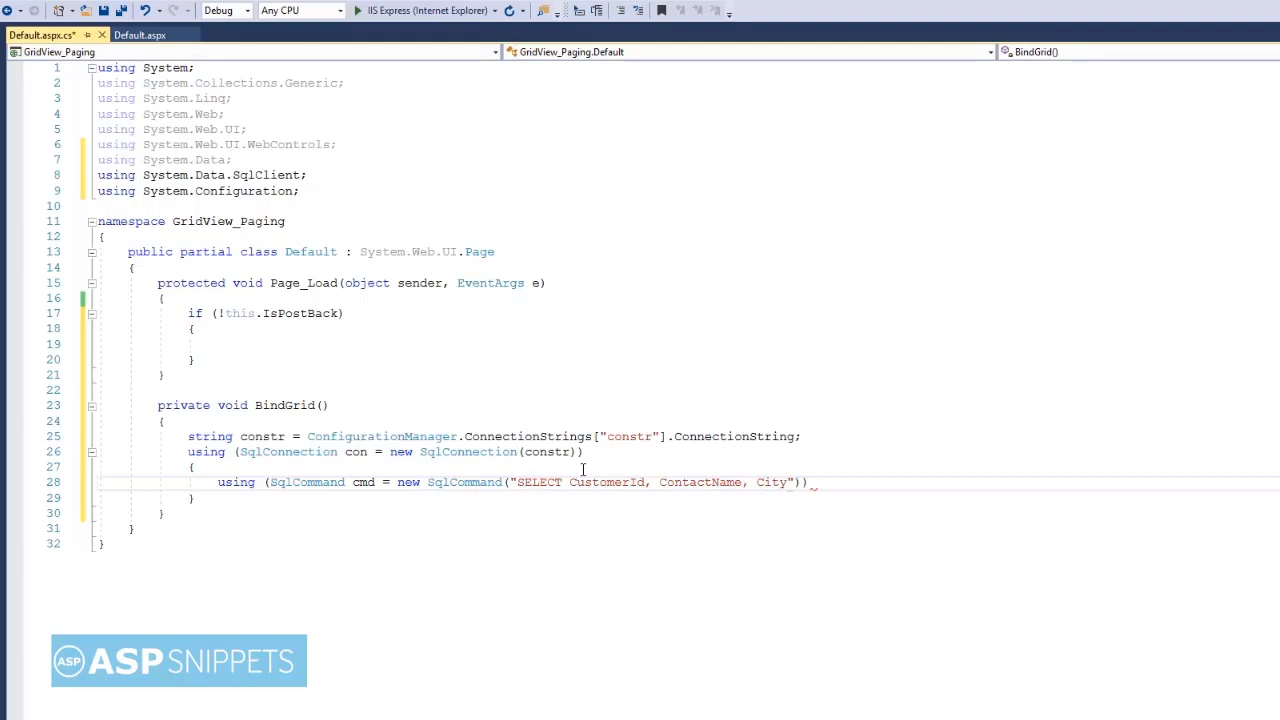 Debug Any CPU IIS Express (Internet Explorer)
Default.aspx.cs* Default.aspx
GridView_Paging GridView_Paging.Default BindGrid()
1 using System;
2 using System.Collections.Generic;
3 using System.Linq;
4 using System.Web;
5 using System.Web.UI;
6 using System.Web.UI.WebControls;
7 using System.Data;
8 using System.Data.SqlClient;
9 using System.Configuration;
10
11 namespace GridView_Paging
12 {
13 public partial class Default : System.Web.UI.Page
14 {
15 protected void Page_Load(object sender, EventArgs e)
16 {
17 if (!this.IsPostBack)
18 {
19
20 }
21 }
22
23 private void BindGrid()
24 {
25 string constr = ConfigurationManager.ConnectionStrings["constr"].ConnectionString;
26 using (SqlConnection con = new SqlConnection(constr))
27 {
28 using (SqlCommand cmd = new SqlCommand("SELECT CustomerId, ContactName, City"))
29 }
30 }
31 }
32 }
ASP ASPSNIPPETS